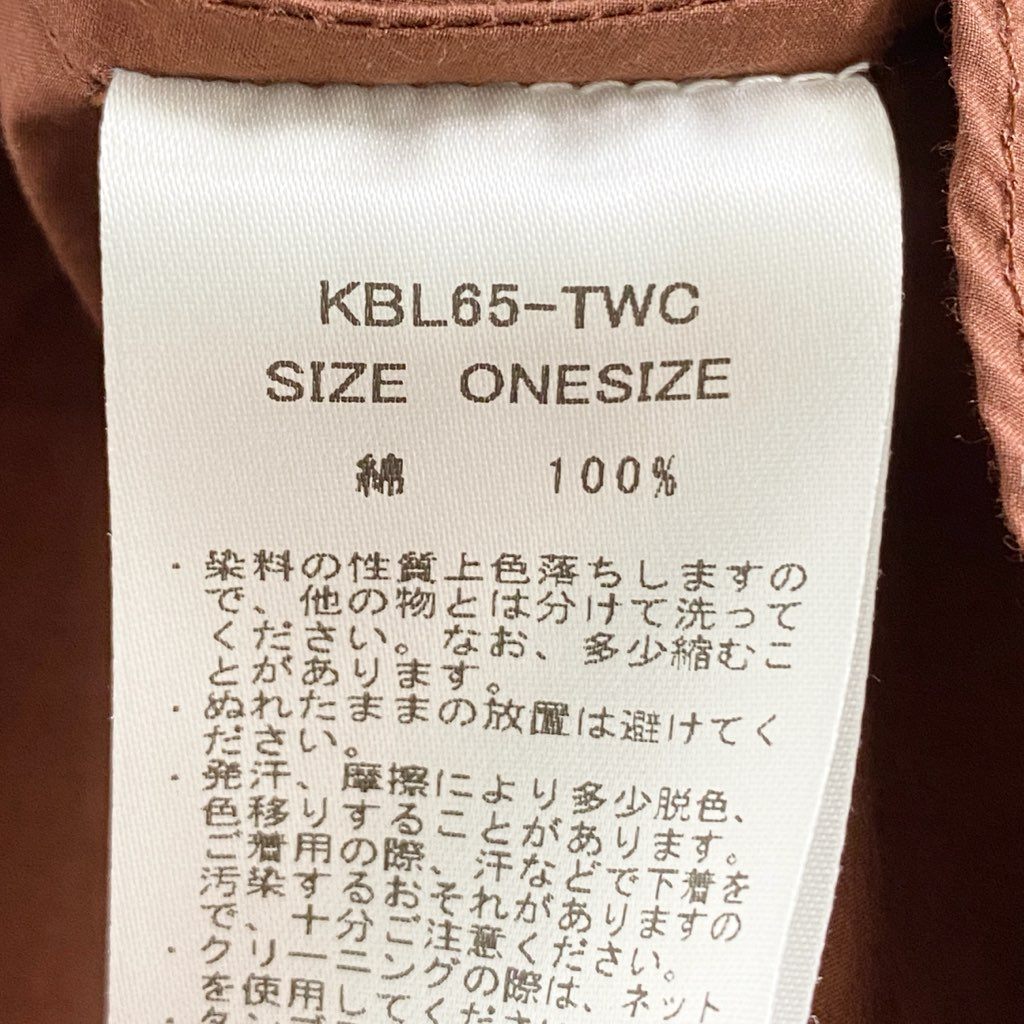 KBL65-TWC
SIZE ONESIZE
綿 100%
・染料の性質上色落ちしますの
で、他の物とは分けて洗って
ください。なお、多少縮むこ
とがあります。
・ぬれたままの放置は避けてく
ださい。
・発汗、摩擦により多少脱色、
色移りすることがあります。
ご着用の際、汗などで下着を
汚染するおそれがありますの
で、十分ご注意ください。
・クリーニングの際は、ネット
を使用してく